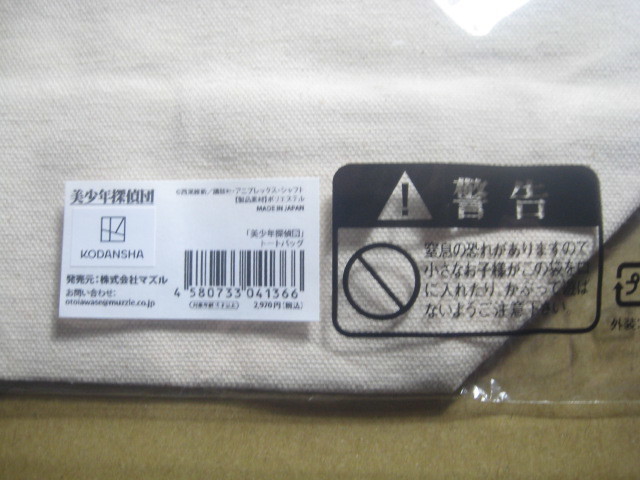 美少年探偵団
KODANSHA
発売元：株式会社マズル
お問い合わせ：
otoiawase@muzzle.co.jp
©西尾維新／講談社・アニプレックス・シャフト
【製品素材】ポリエステル
MADE IN JAPAN
「美少年探偵団」
トートバッグ
4 580733 041366
2,970円（税込）
警告
窒息の恐れがありますので
小さなお子様がこの袋を口
に入れたり、かぶって遊ば
ないようご注意下さい。
外装